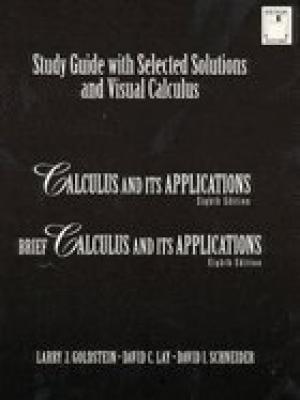 Study Guide with Selected Solutions
and Visual Calculus
CALCULUS AND ITS APPLICATIONS
Eighth Edition
BRIEF CALCULUS AND ITS APPLICATIONS
Eighth Edition
LARRY J. GOLDSTEIN • DAVID C. LAY • DAVID I. SCHNEIDER